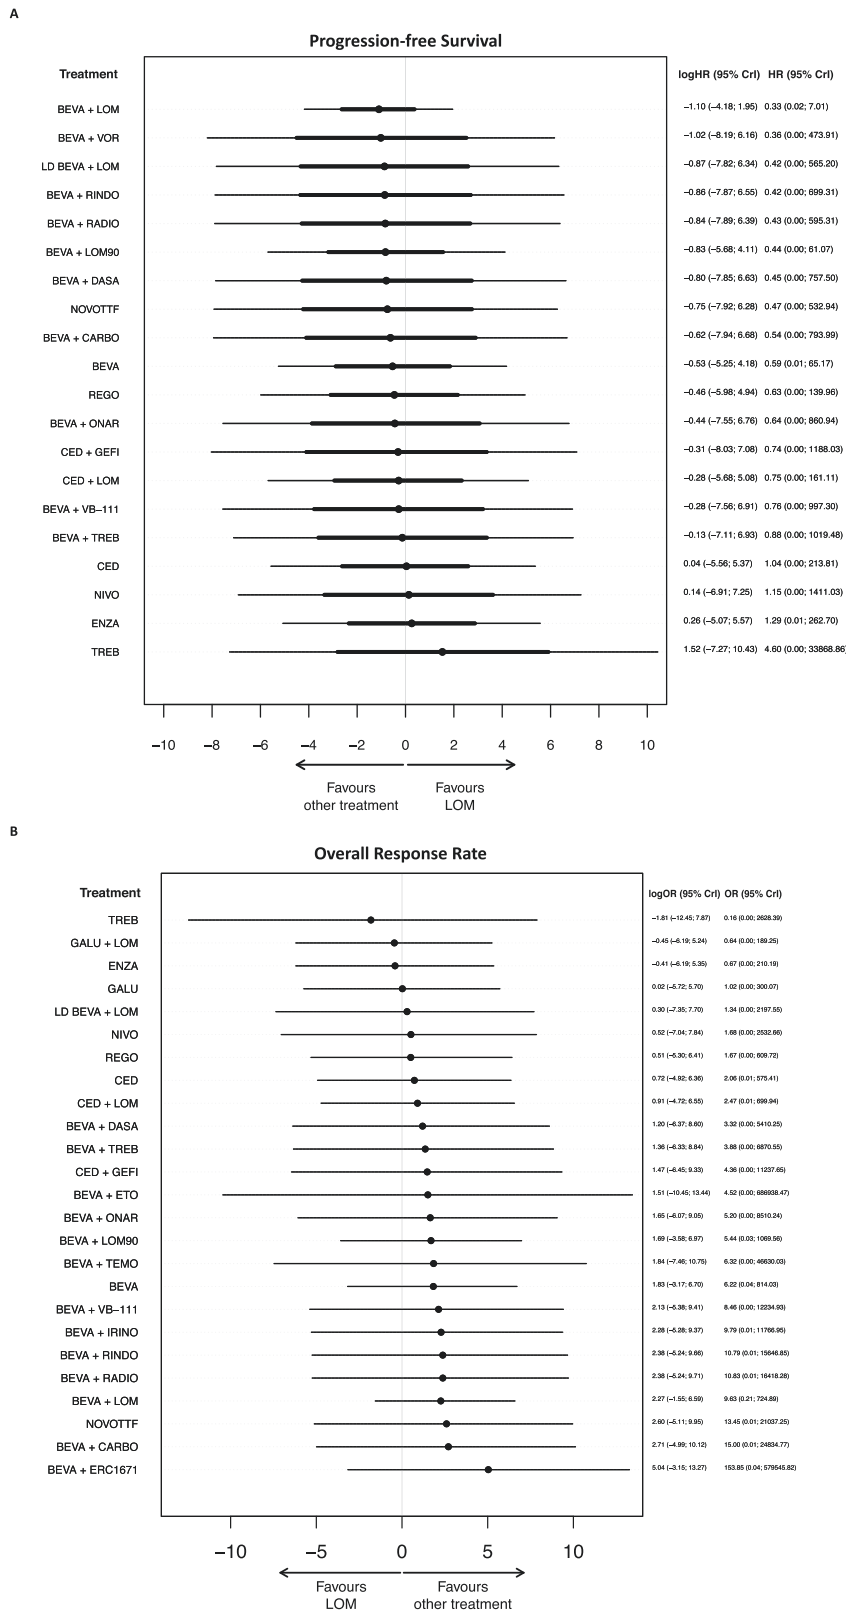 A
Progression-free Survival
Treatment logHR (95% CrI) HR (95% CrI)
BEVA + LOM −1.10 (−4.18; 1.95) 0.33 (0.02; 7.01)
BEVA + VOR −1.02 (−8.19; 6.16) 0.36 (0.00; 473.91)
LD BEVA + LOM −0.87 (−7.82; 6.34) 0.42 (0.00; 565.20)
BEVA + RINDO −0.86 (−7.87; 6.55) 0.42 (0.00; 699.31)
BEVA + RADIO −0.84 (−7.89; 6.39) 0.43 (0.00; 595.31)
BEVA + LOM90 −0.83 (−5.68; 4.11) 0.44 (0.00; 61.07)
BEVA + DASA −0.80 (−7.85; 6.63) 0.45 (0.00; 757.50)
NOVOTTF −0.75 (−7.92; 6.28) 0.47 (0.00; 532.94)
BEVA + CARBO −0.62 (−7.94; 6.68) 0.54 (0.00; 793.99)
BEVA −0.53 (−5.25; 4.18) 0.59 (0.01; 65.17)
REGO −0.46 (−5.98; 4.94) 0.63 (0.00; 139.96)
BEVA + ONAR −0.44 (−7.55; 6.76) 0.64 (0.00; 860.94)
CED + GEFI −0.31 (−8.03; 7.08) 0.74 (0.00; 1188.03)
CED + LOM −0.28 (−5.68; 5.08) 0.75 (0.00; 161.11)
BEVA + VB−111 −0.28 (−7.56; 6.91) 0.76 (0.00; 997.30)
BEVA + TREB −0.13 (−7.11; 6.93) 0.88 (0.00; 1019.48)
CED 0.04 (−5.56; 5.37) 1.04 (0.00; 213.81)
NIVO 0.14 (−6.91; 7.25) 1.15 (0.00; 1411.03)
ENZA 0.26 (−5.07; 5.57) 1.29 (0.01; 262.70)
TREB 1.52 (−7.27; 10.43) 4.60 (0.00; 33868.86)
−10 −8 −6 −4 −2 0 2 4 6 8 10
Favours Favours
other treatment LOM
B
Overall Response Rate
Treatment logOR (95% CrI) OR (95% CrI)
TREB −1.81 (−12.45; 7.87) 0.16 (0.00; 2628.39)
GALU + LOM −0.45 (−6.19; 5.24) 0.64 (0.00; 189.25)
ENZA −0.41 (−6.19; 5.35) 0.67 (0.00; 210.19)
GALU 0.02 (−5.72; 5.70) 1.02 (0.00; 300.07)
LD BEVA + LOM 0.30 (−7.35; 7.70) 1.34 (0.00; 2197.55)
NIVO 0.52 (−7.04; 7.84) 1.68 (0.00; 2532.66)
REGO 0.51 (−5.30; 6.41) 1.67 (0.00; 609.72)
CED 0.72 (−4.92; 6.36) 2.06 (0.01; 575.41)
CED + LOM 0.91 (−4.72; 6.55) 2.47 (0.01; 699.94)
BEVA + DASA 1.20 (−6.37; 8.60) 3.32 (0.00; 5410.25)
BEVA + TREB 1.36 (−6.33; 8.84) 3.88 (0.00; 6870.55)
CED + GEFI 1.47 (−6.45; 9.33) 4.36 (0.00; 11237.65)
BEVA + ETO 1.51 (−10.45; 13.44) 4.52 (0.00; 686938.47)
BEVA + ONAR 1.65 (−6.07; 9.05) 5.20 (0.00; 8510.24)
BEVA + LOM90 1.69 (−3.58; 6.97) 5.44 (0.03; 1069.56)
BEVA + TEMO 1.84 (−7.46; 10.75) 6.32 (0.00; 46630.03)
BEVA 1.83 (−3.17; 6.70) 6.22 (0.04; 814.03)
BEVA + VB−111 2.13 (−5.38; 9.41) 8.46 (0.00; 12234.93)
BEVA + IRINO 2.28 (−5.28; 9.37) 9.79 (0.01; 11766.95)
BEVA + RINDO 2.38 (−5.24; 9.66) 10.79 (0.01; 15646.85)
BEVA + RADIO 2.38 (−5.24; 9.71) 10.83 (0.01; 16418.28)
BEVA + LOM 2.27 (−1.55; 6.59) 9.63 (0.21; 724.89)
NOVOTTF 2.60 (−5.11; 9.95) 13.45 (0.01; 21037.25)
BEVA + CARBO 2.71 (−4.99; 10.12) 15.00 (0.01; 24834.77)
BEVA + ERC1671 5.04 (−3.15; 13.27) 153.85 (0.04; 579545.82)
−10 −5 0 5 10
Favours Favours
LOM other treatment